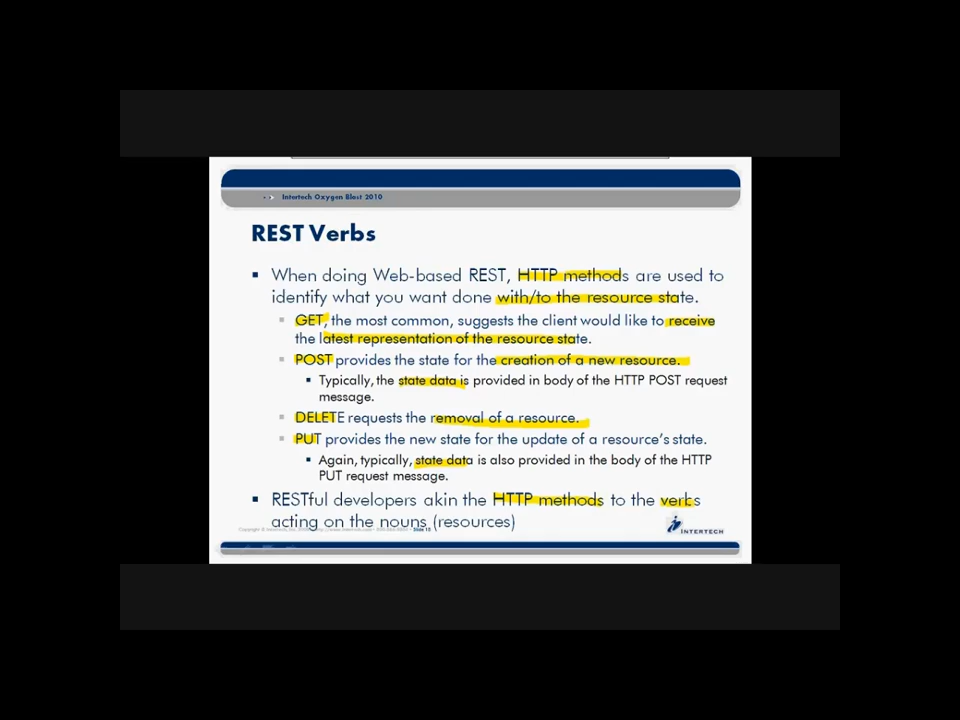 Intertech Oxygen Blast 2010
REST Verbs
When doing Web-based REST, HTTP methods are used to
identify what you want done with/to the resource state.
GET, the most common, suggests the client would like to receive
the latest representation of the resource state.
POST provides the state for the creation of a new resource.
Typically, the state data is provided in body of the HTTP POST request
message.
DELETE requests the removal of a resource.
PUT provides the new state for the update of a resource's state.
Again, typically, state data is also provided in the body of the HTTP
PUT request message.
RESTful developers akin the HTTP methods to the verbs
acting on the nouns (resources)
Slide 15
INTERTECH